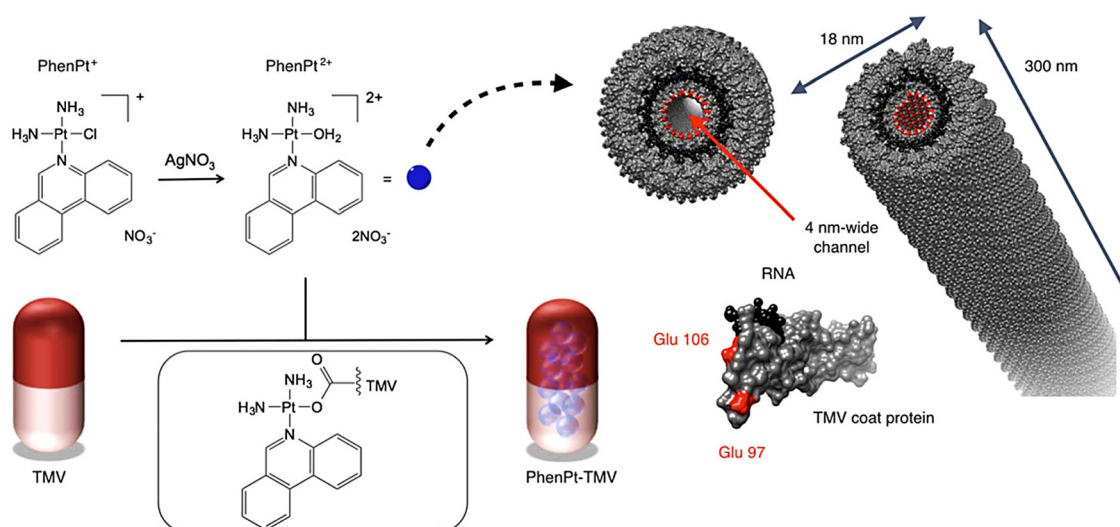 PhenPt⁺
NH₃
+
H₃N Pt Cl
N
NO₃⁻
AgNO₃
PhenPt²⁺
NH₃
2+
H₃N Pt OH₂
N
2NO₃⁻
=
18 nm
300 nm
4 nm-wide
channel
RNA
Glu 106
TMV coat protein
Glu 97
TMV
O
NH₃
TMV
H₃N Pt O
N
PhenPt-TMV